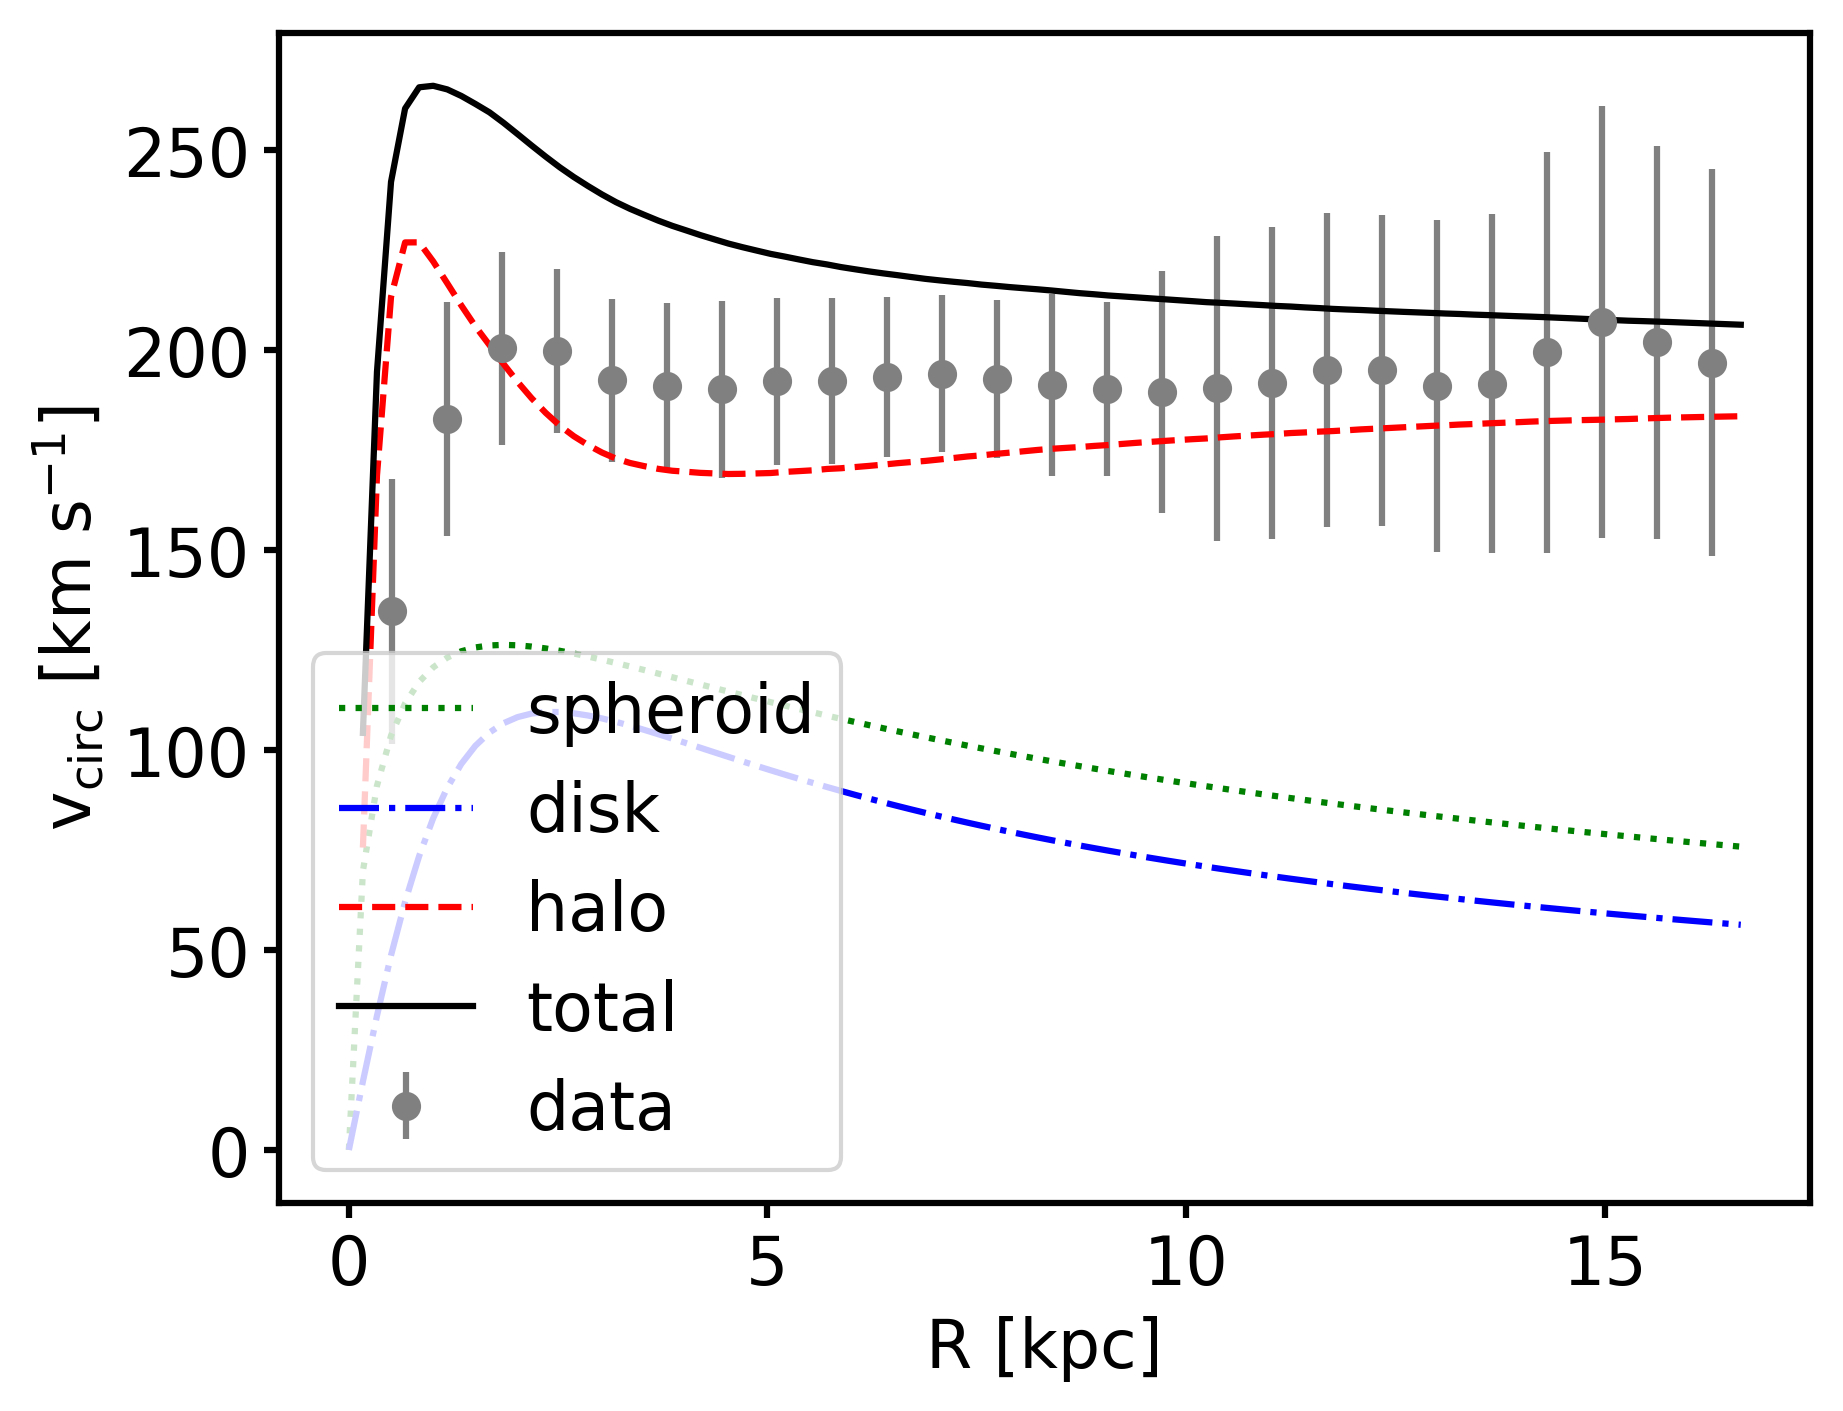 250
200
150
100
50
0
v_circ [km s⁻¹]
spheroid
disk
halo
total
data
0 5 10 15
R [kpc]